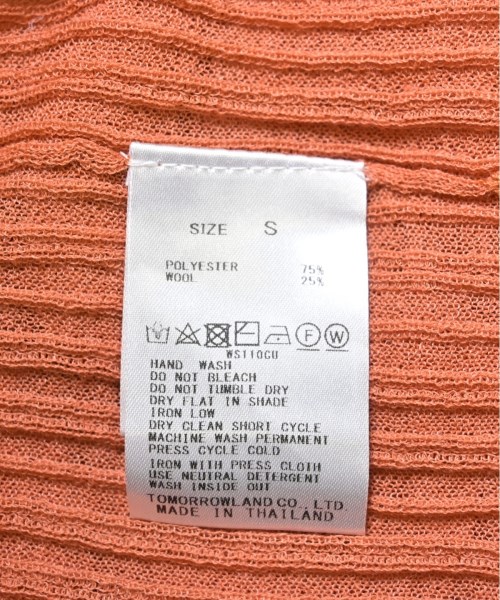 SIZE S
POLYESTER 75%
WOOL 25%
F W
WS110CU
HAND WASH
DO NOT BLEACH
DO NOT TUMBLE DRY
DRY FLAT IN SHADE
IRON LOW
DRY CLEAN SHORT CYCLE
MACHINE WASH PERMANENT
PRESS CYCLE COLD
IRON WITH PRESS CLOTH
USE NEUTRAL DETERGENT
WASH INSIDE OUT
TOMORROWLAND CO., LTD.
MADE IN THAILAND